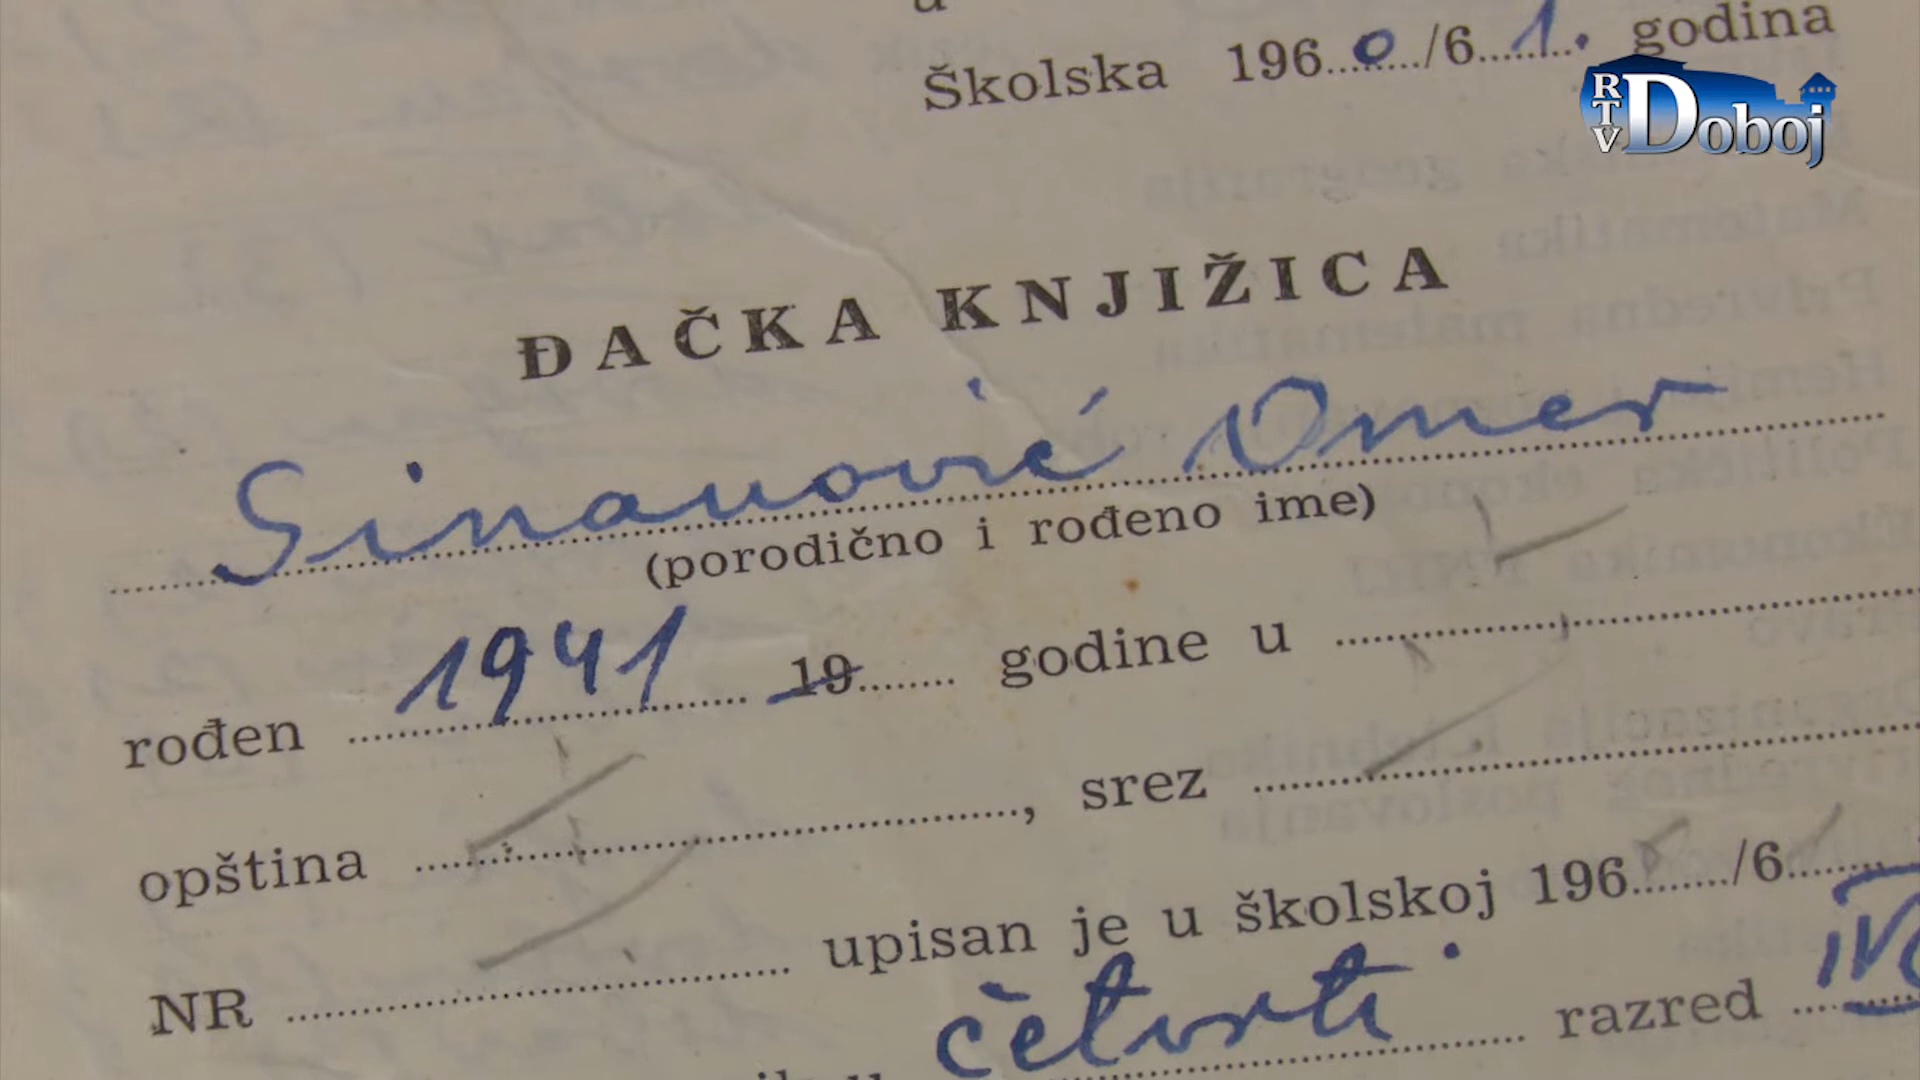 Školska 1960/61. godina
RTV Doboj
ĐAČKA KNJIŽICA
Sinanović Omer
(porodično i rođeno ime)
rođen 1941 19 godine u
opština , srez
NR upisan je u školskoj 196 /6
četvrti razred